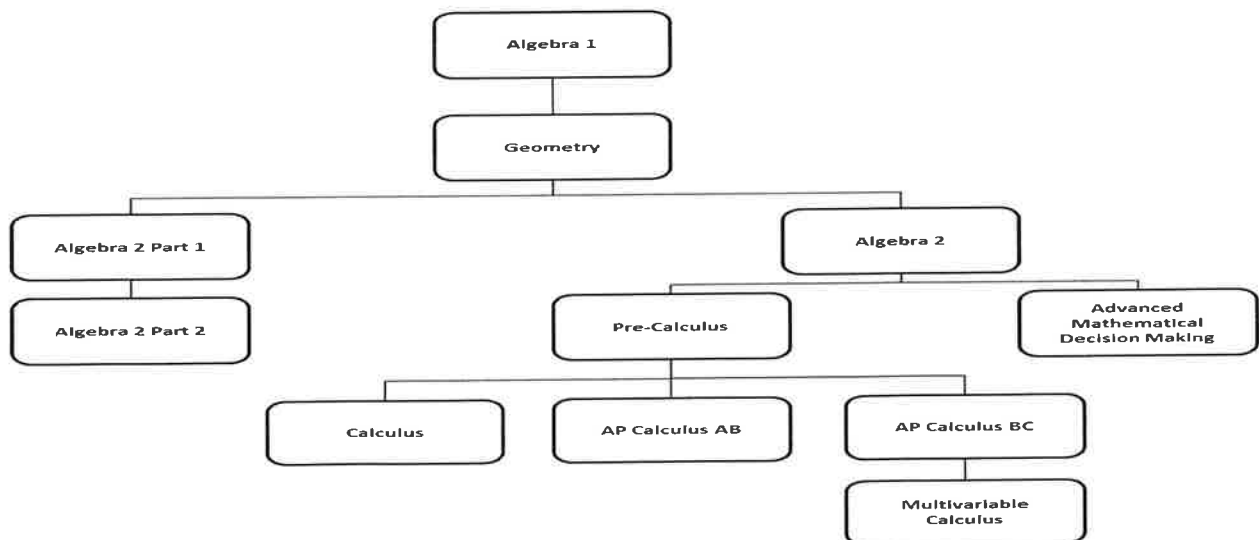 Algebra 1
Geometry
Algebra 2 Part 1
Algebra 2
Algebra 2 Part 2
Pre-Calculus
Advanced
Mathematical
Decision Making
Calculus
AP Calculus AB
AP Calculus BC
Multivariable
Calculus